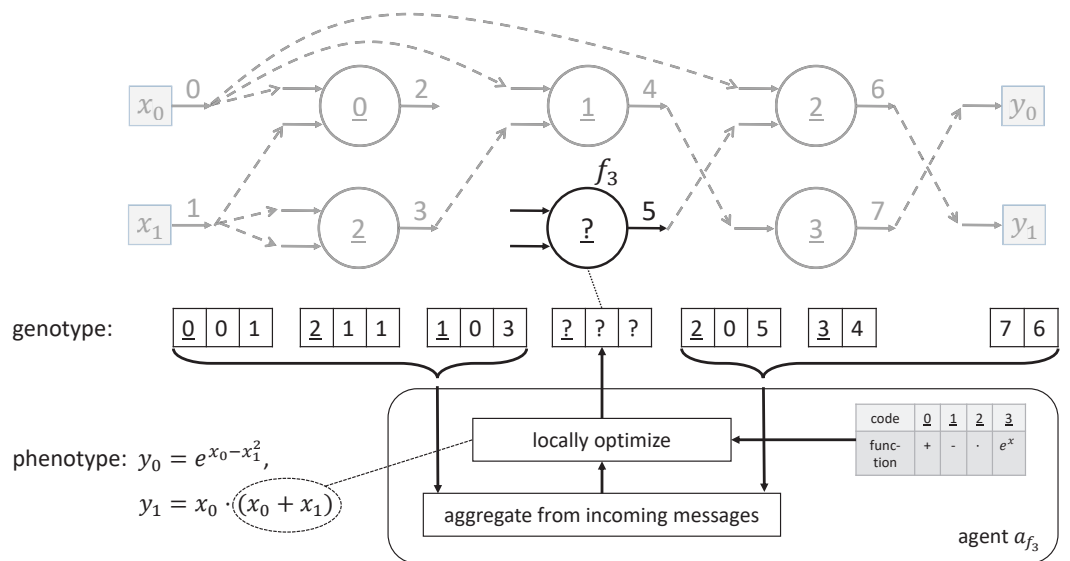 0 2 4 6
x₀ 0 1 2 y₀
f₃
1 3 5 7
x₁ 2 ? 3 y₁
genotype: 0 0 1 2 1 1 1 0 3 ? ? ? 2 0 5 3 4 7 6
code 0 1 2 3
locally optimize
func-
tion + - · eˣ
phenotype: y₀ = e^{x₀−x₁²},
y₁ = x₀ · (x₀ + x₁)
aggregate from incoming messages
agent a_{f₃}